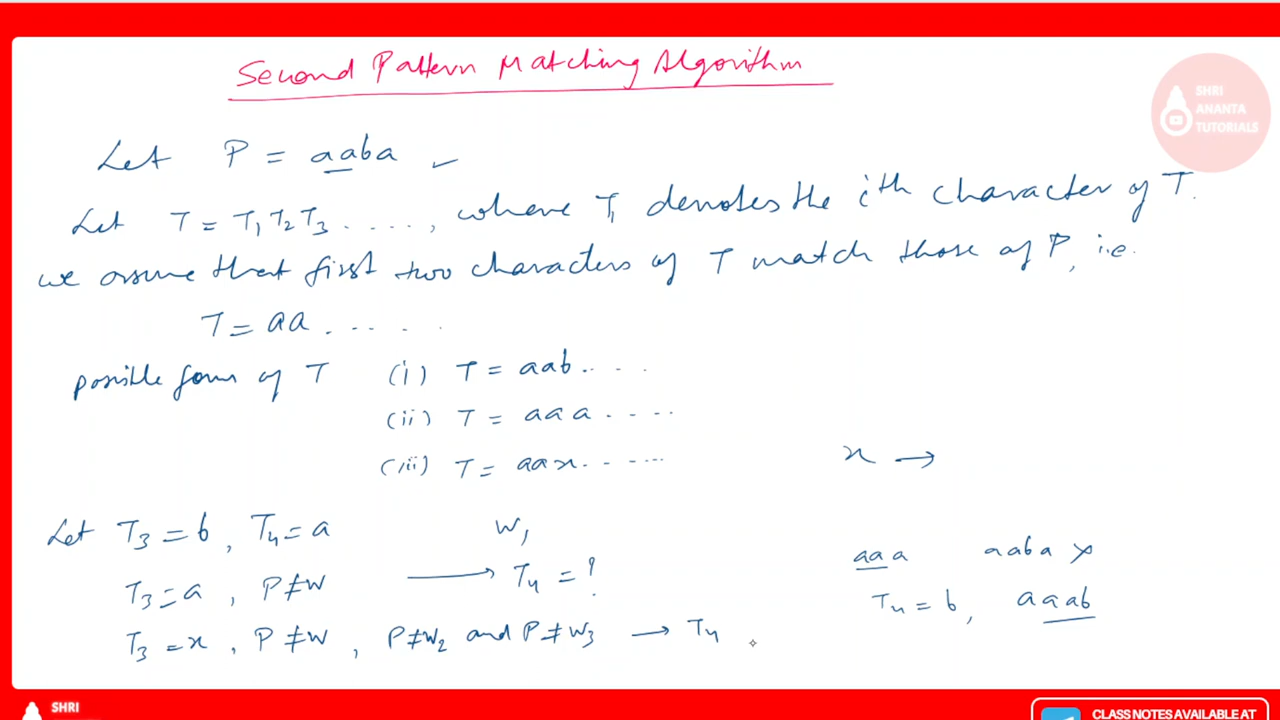 Second Pattern Matching Algorithm
SHRI
ANANTA
TUTORIALS
Let P = aaba
Let T = T₁ T₂ T₃ ....., where T₁ denotes the ith character of T.
we assume that first two characters of T match those of P, i.e.
T = aa .....
possible form of T (i) T = aab.....
(ii) T = aaa.....
(iii) T = aax.....
x →
Let T₃ = b, T₄ = a
W₁
T₃ = a, P ≠ W → T₄ = ?
aaa aaba ×
T₄ = b, aaab
T₃ = x, P ≠ W, P ≠ W₂ and P ≠ W₃ → T₄
SHRI
CLASS NOTES AVAILABLE AT